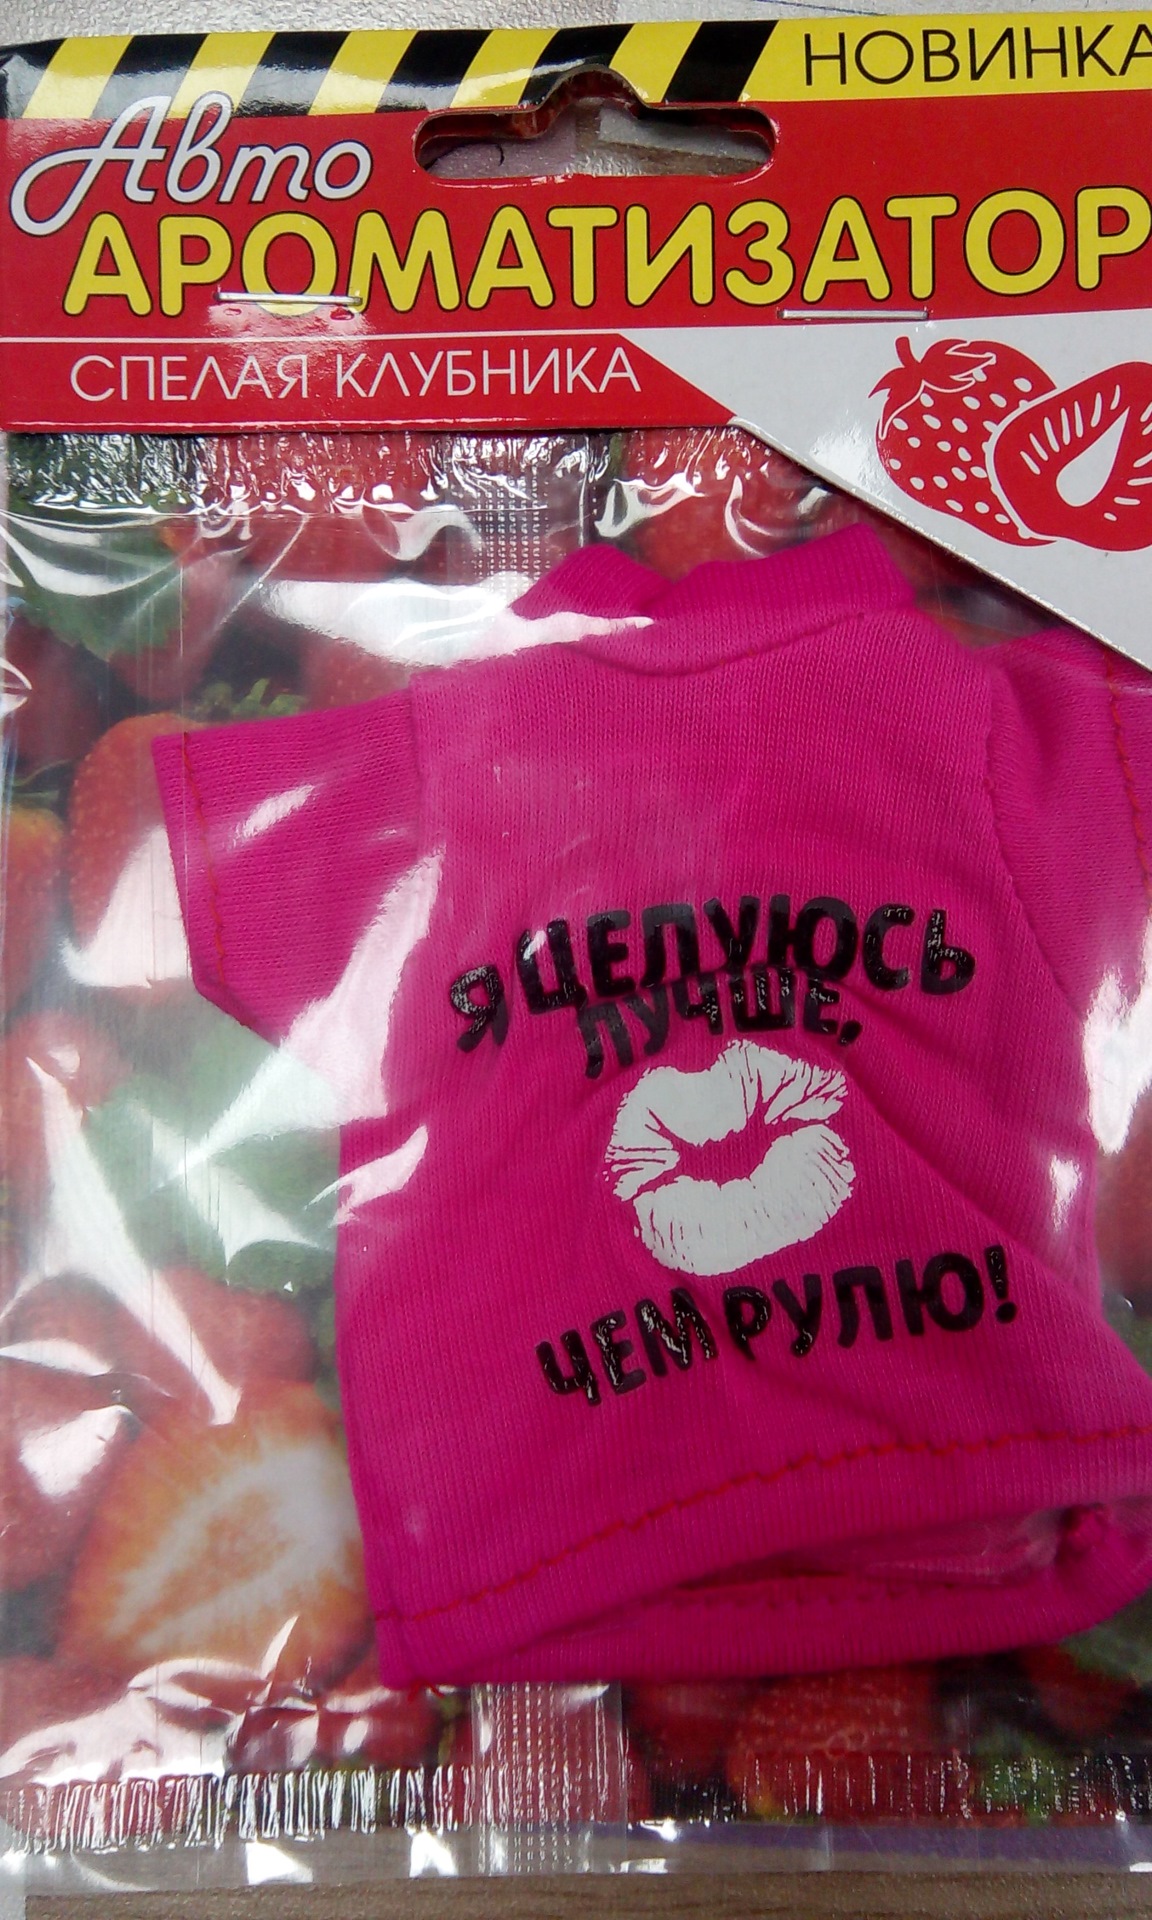 НОВИНКА
Авто
АРОМАТИЗАТОР
СПЕЛАЯ КЛУБНИКА
Я ЦЕЛУЮСЬ
ЛУЧШЕ,
ЧЕМ РУЛЮ!